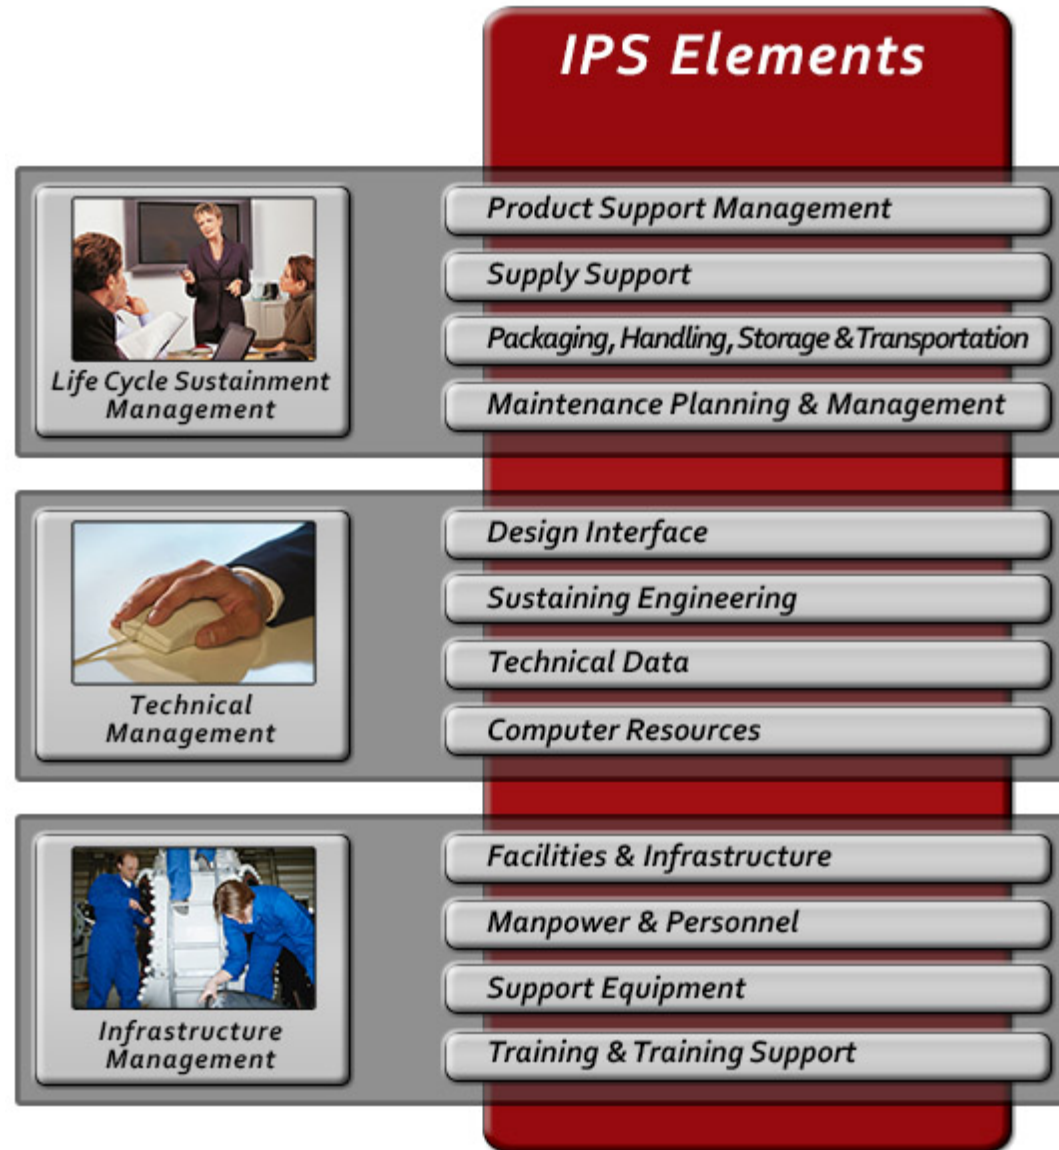 IPS Elements
Life Cycle Sustainment
Management
Product Support Management
Supply Support
Packaging, Handling, Storage & Transportation
Maintenance Planning & Management
Technical
Management
Design Interface
Sustaining Engineering
Technical Data
Computer Resources
Infrastructure
Management
Facilities & Infrastructure
Manpower & Personnel
Support Equipment
Training & Training Support